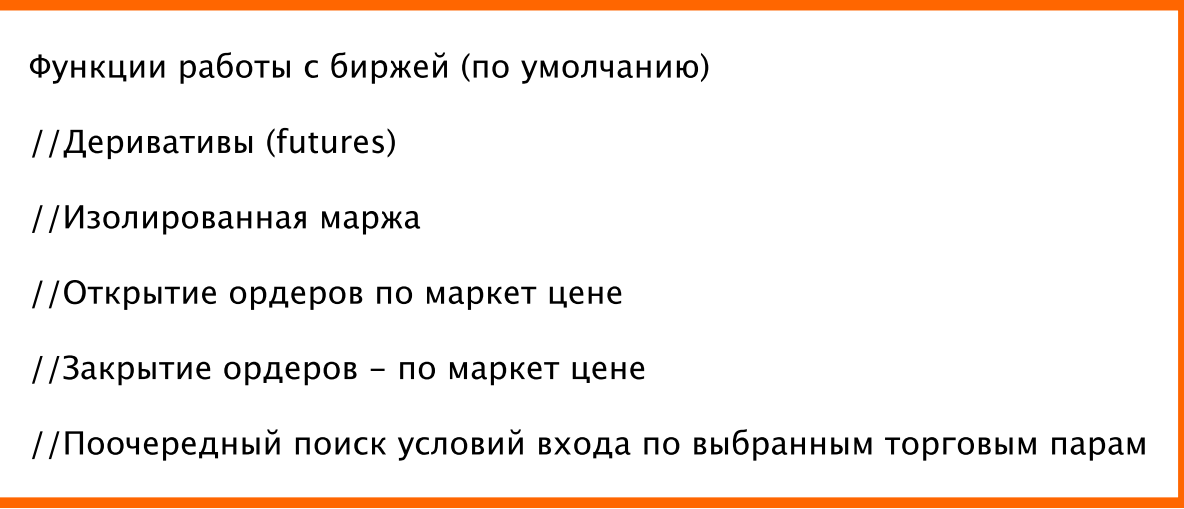 Функции работы с биржей (по умолчанию)
//Деривативы (futures)
//Изолированная маржа
//Открытие ордеров по маркет цене
//Закрытие ордеров – по маркет цене
//Поочередный поиск условий входа по выбранным торговым парам